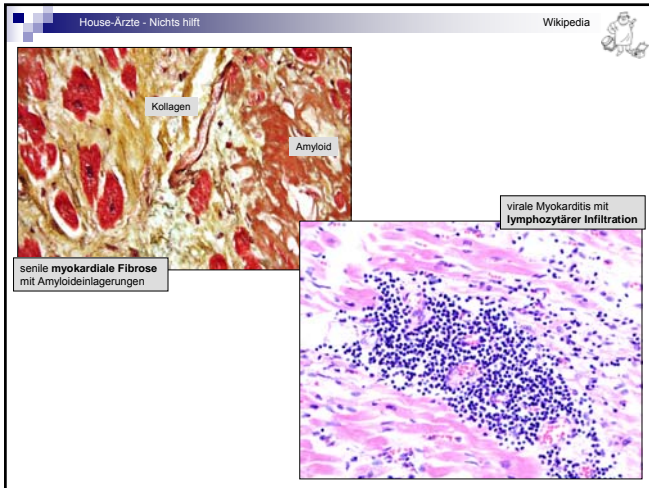 House-Ärzte - Nichts hilft
Wikipedia
Kollagen
Amyloid
senile myokardiale Fibrose
mit Amyloideinlagerungen
virale Myokarditis mit
lymphozytärer Infiltration